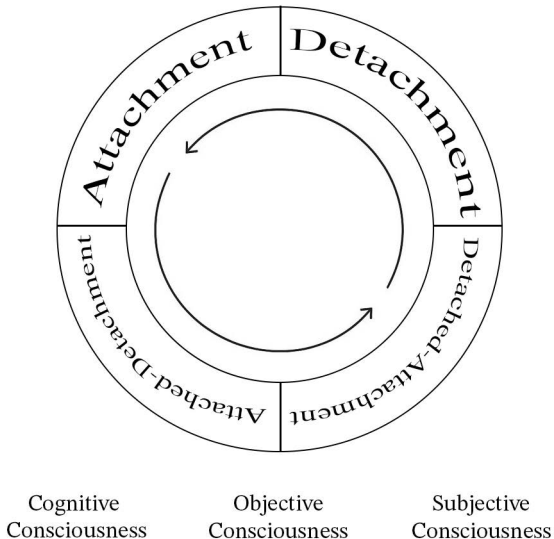 Attachment
Detachment
Detached-Attachment
Attached-Detachment
Cognitive
Consciousness
Objective
Consciousness
Subjective
Consciousness